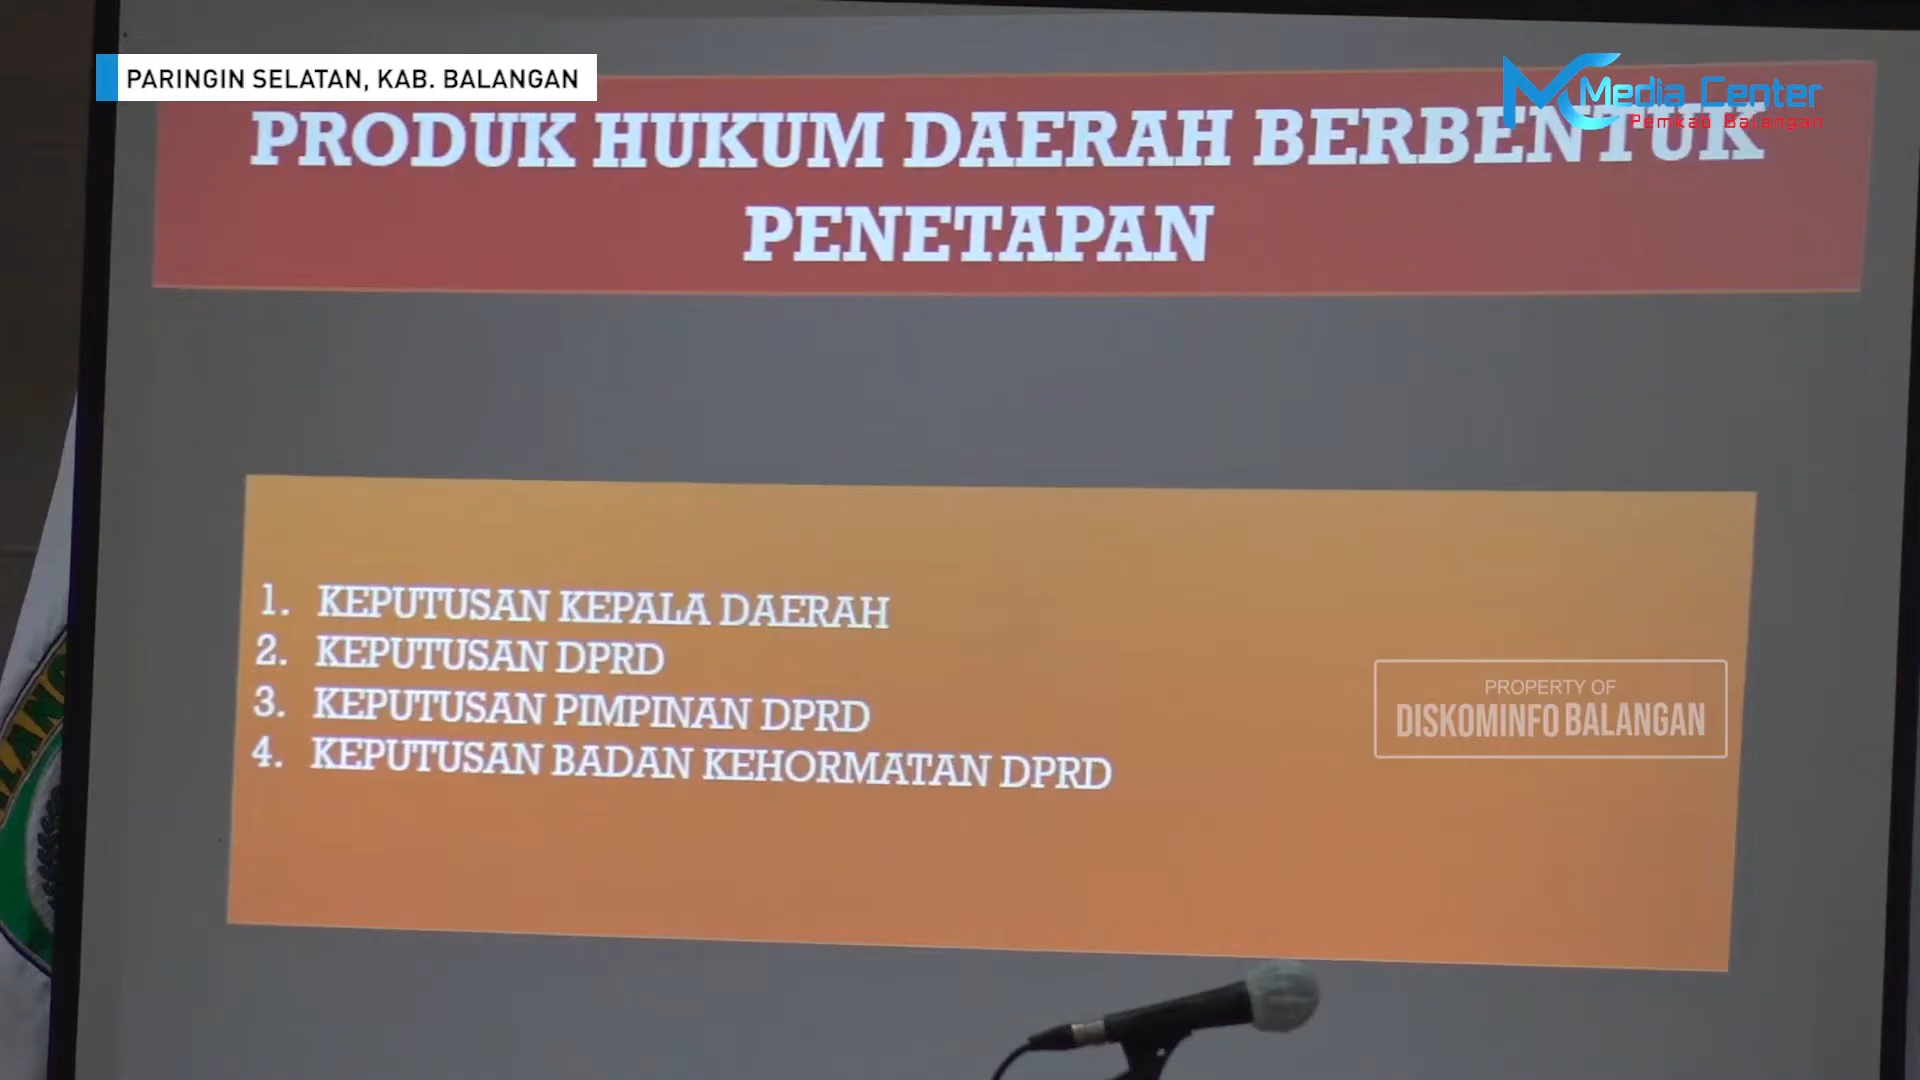 PARINGIN SELATAN, KAB. BALANGAN
Media Center
Pemkab Balangan
PRODUK HUKUM DAERAH BERBENTUK
PENETAPAN
1. KEPUTUSAN KEPALA DAERAH
2. KEPUTUSAN DPRD
3. KEPUTUSAN PIMPINAN DPRD
4. KEPUTUSAN BADAN KEHORMATAN DPRD
PROPERTY OF
DISKOMINFO BALANGAN